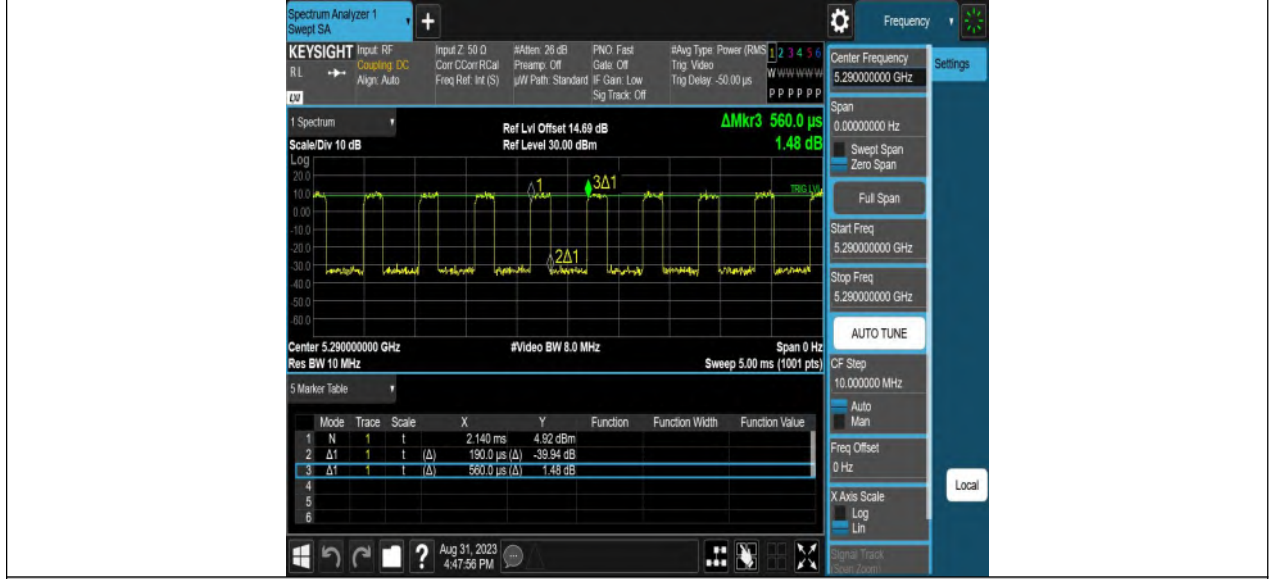 Spectrum Analyzer 1
Swept SA
+
Frequency
KEYSIGHT
RL
LXI
Input: RF
Coupling: DC
Align: Auto
Input Z: 50 Ω
Corr CCorr RCal
Freq Ref: Int (S)
#Atten: 26 dB
Preamp: Off
µW Path: Standard
PNO: Fast
Gate: Off
IF Gain: Low
Sig Track: Off
#Avg Type: Power (RMS
Trig: Video
Trig Delay: -50.00 µs
1 2 3 4 5 6
W W W W W W
P P P P P P
1 Spectrum
Scale/Div 10 dB
Log
Ref Lvl Offset 14.69 dB
Ref Level 30.00 dBm
ΔMkr3 560.0 µs
1.48 dB
20.0
10.0
0.00
-10.0
-20.0
-30.0
-40.0
-50.0
-60.0
1
3Δ1
2Δ1
TRIG LVL
Center 5.290000000 GHz
Res BW 10 MHz
#Video BW 8.0 MHz
Span 0 Hz
Sweep 5.00 ms (1001 pts)
5 Marker Table
Mode Trace Scale X Y Function Function Width Function Value
1 N 1 t 2.140 ms 4.92 dBm
2 Δ1 1 t (Δ) 190.0 µs (Δ) -39.94 dB
3 Δ1 1 t (Δ) 560.0 µs (Δ) 1.48 dB
4
5
6
?
Aug 31, 2023
4:47:56 PM
Center Frequency
5.290000000 GHz
Span
0.00000000 Hz
Swept Span
Zero Span
Full Span
Start Freq
5.290000000 GHz
Stop Freq
5.290000000 GHz
AUTO TUNE
CF Step
10.000000 MHz
Auto
Man
Freq Offset
0 Hz
X Axis Scale
Log
Lin
Signal Track
(Span Zoom)
Settings
Local